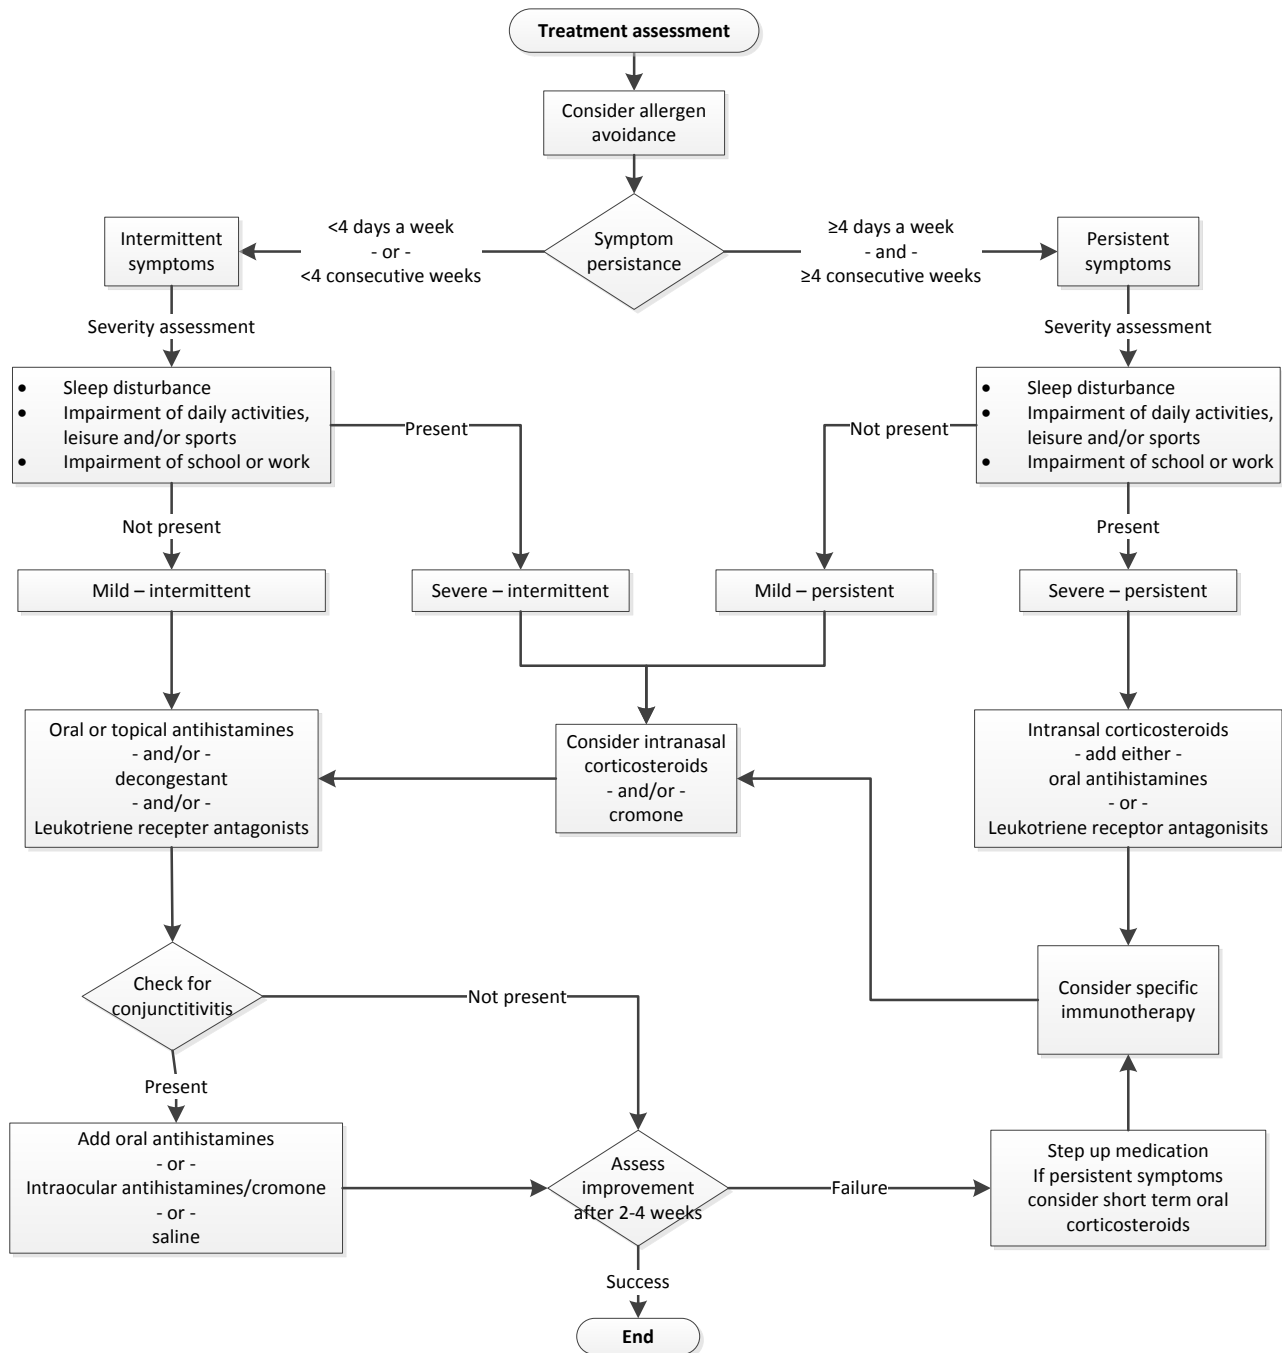 Treatment assessment
Consider allergen
avoidance
Symptom
persistance
<4 days a week
- or -
<4 consecutive weeks
≥4 days a week
- and -
≥4 consecutive weeks
Intermittent
symptoms
Persistent
symptoms
Severity assessment
Severity assessment
• Sleep disturbance
• Impairment of daily activities,
leisure and/or sports
• Impairment of school or work
Present
Not present
• Sleep disturbance
• Impairment of daily activities,
leisure and/or sports
• Impairment of school or work
Not present
Present
Mild – intermittent
Severe – intermittent
Mild – persistent
Severe – persistent
Oral or topical antihistamines
- and/or -
decongestant
- and/or -
Leukotriene recepter antagonists
Consider intranasal
corticosteroids
- and/or -
cromone
Intransal corticosteroids
- add either -
oral antihistamines
- or -
Leukotriene receptor antagonisits
Check for
conjunctitivitis
Not present
Consider specific
immunotherapy
Present
Add oral antihistamines
- or -
Intraocular antihistamines/cromone
- or -
saline
Assess
improvement
after 2-4 weeks
Failure
Step up medication
If persistent symptoms
consider short term oral
corticosteroids
Success
End